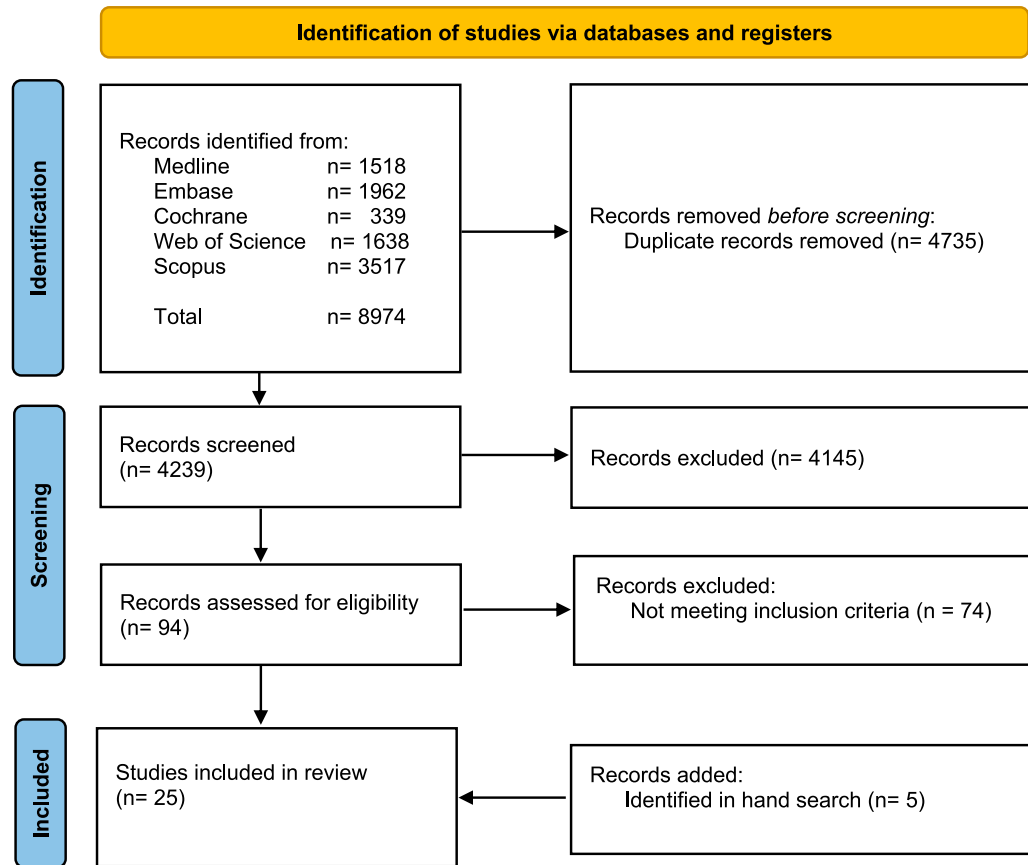 Identification of studies via databases and registers
Identification
Records identified from:
Medline n= 1518
Embase n= 1962
Cochrane n= 339
Web of Science n= 1638
Scopus n= 3517
Total n= 8974
Records removed before screening:
Duplicate records removed (n= 4735)
Screening
Records screened
(n= 4239)
Records excluded (n= 4145)
Records assessed for eligibility
(n= 94)
Records excluded:
Not meeting inclusion criteria (n = 74)
Included
Studies included in review
(n= 25)
Records added:
Identified in hand search (n= 5)